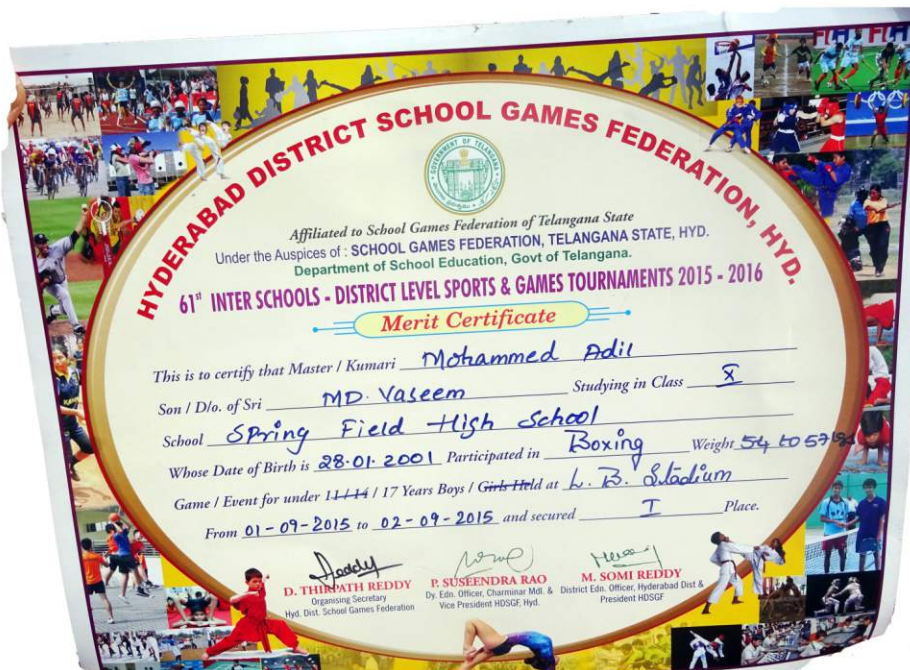 HYDERABAD DISTRICT SCHOOL GAMES FEDERATION, HYD.
GOVERNMENT OF TELANGANA
Affiliated to School Games Federation of Telangana State
Under the Auspices of : SCHOOL GAMES FEDERATION, TELANGANA STATE, HYD.
Department of School Education, Govt of Telangana.
61st INTER SCHOOLS - DISTRICT LEVEL SPORTS & GAMES TOURNAMENTS 2015 - 2016
Merit Certificate
This is to certify that Master / Kumari Mohammed Adil
Son / D/o. of Sri MD. Vaseem Studying in Class X
School Spring Field High School
Whose Date of Birth is 28.01.2001 Participated in Boxing Weight 54 to 57 kgs
Game / Event for under 11 / 14 / 17 Years Boys / Girls Held at L. B. Stadium
From 01-09-2015 to 02-09-2015 and secured I Place.
D. THIRPATH REDDY P. SUSEENDRA RAO M. SOMI REDDY
Organising Secretary Dy. Edn. Officer, Charminar Mdl. & District Edn. Officer, Hyderabad Dist &
Hyd. Dist. School Games Federation Vice President HDSGF, Hyd. President HDSGF